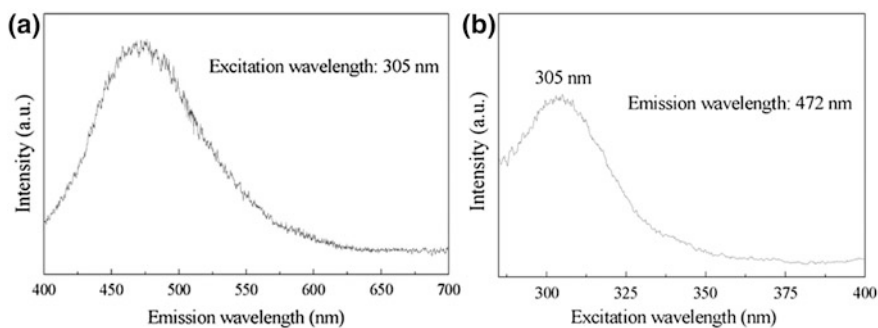 (a)
Excitation wavelength: 305 nm
Intensity (a.u.)
400 450 500 550 600 650 700
Emission wavelength (nm)
(b)
305 nm
Emission wavelength: 472 nm
Intensity (a.u.)
300 325 350 375 400
Excitation wavelength (nm)